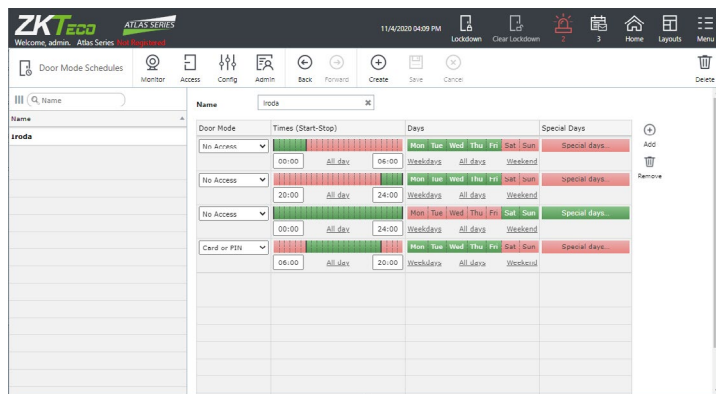 ZKTeco ATLAS SERIES
Welcome, admin. Atlas Series Not Registered
11/4/2020 04:09 PM
Lockdown Clear Lockdown 2 3 Home Layouts Menu
Door Mode Schedules Monitor Access Config Admin Back Forward Create Save Cancel Delete
Name
Name
Iroda
Name Iroda
Door Mode Times (Start-Stop) Days Special Days
No Access Mon Tue Wed Thu Fri Sat Sun Special days...
00:00 All day 06:00 Weekdays All days Weekend
No Access Mon Tue Wed Thu Fri Sat Sun Special days...
20:00 All day 24:00 Weekdays All days Weekend
No Access Mon Tue Wed Thu Fri Sat Sun Special days...
00:00 All day 24:00 Weekdays All days Weekend
Card or PIN Mon Tue Wed Thu Fri Sat Sun Special days...
06:00 All day 20:00 Weekdays All days Weekend
Add
Remove